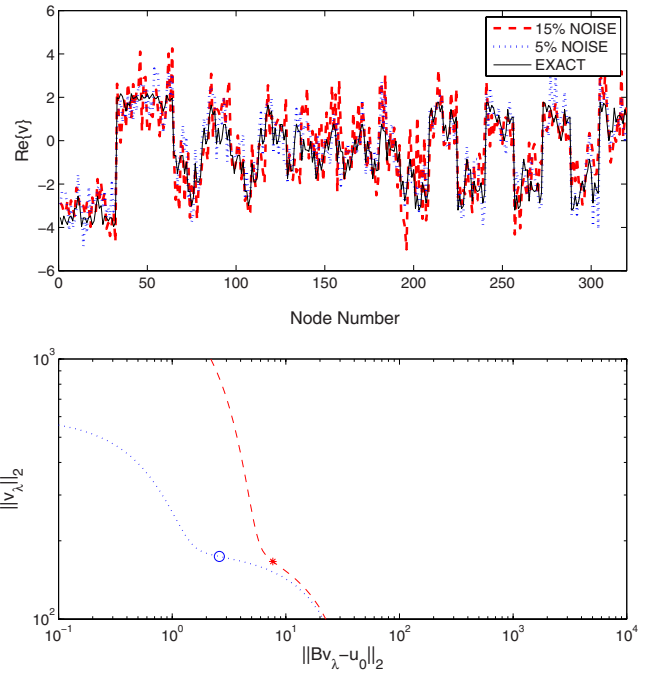 6
4
2
0
−2
−4
−6
Re{v}
15% NOISE
5% NOISE
EXACT
0 50 100 150 200 250 300
Node Number
10^3
10^2
||v_λ||_2
10^−1 10^0 10^1 10^2 10^3 10^4
||Bv_λ−u_0||_2